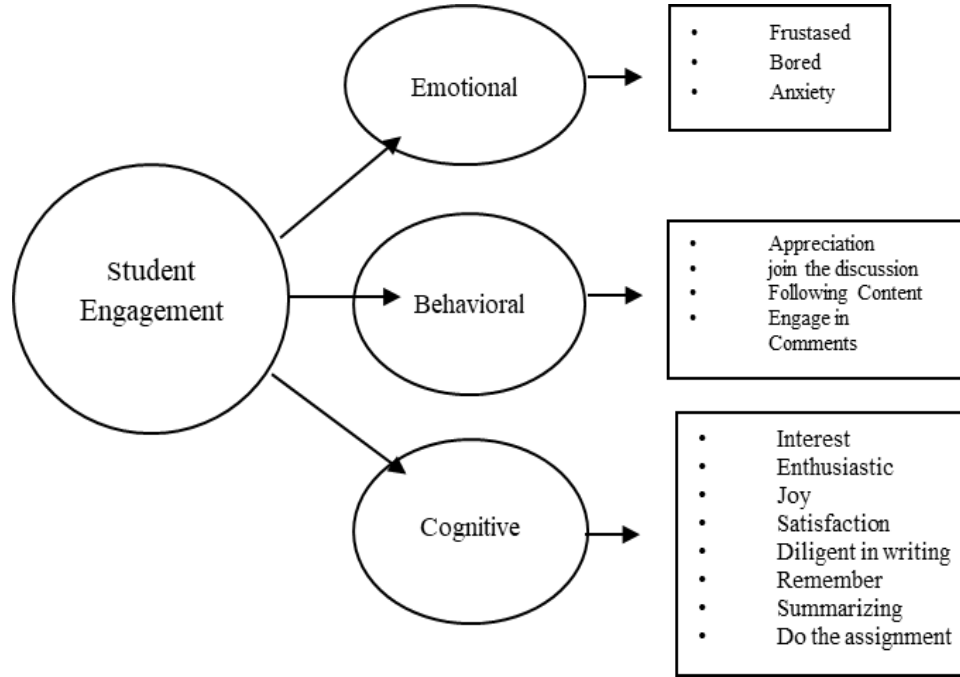 Student
Engagement
Emotional
• Frustased
• Bored
• Anxiety
Behavioral
• Appreciation
• join the discussion
• Following Content
• Engage in
Comments
Cognitive
• Interest
• Enthusiastic
• Joy
• Satisfaction
• Diligent in writing
• Remember
• Summarizing
• Do the assignment